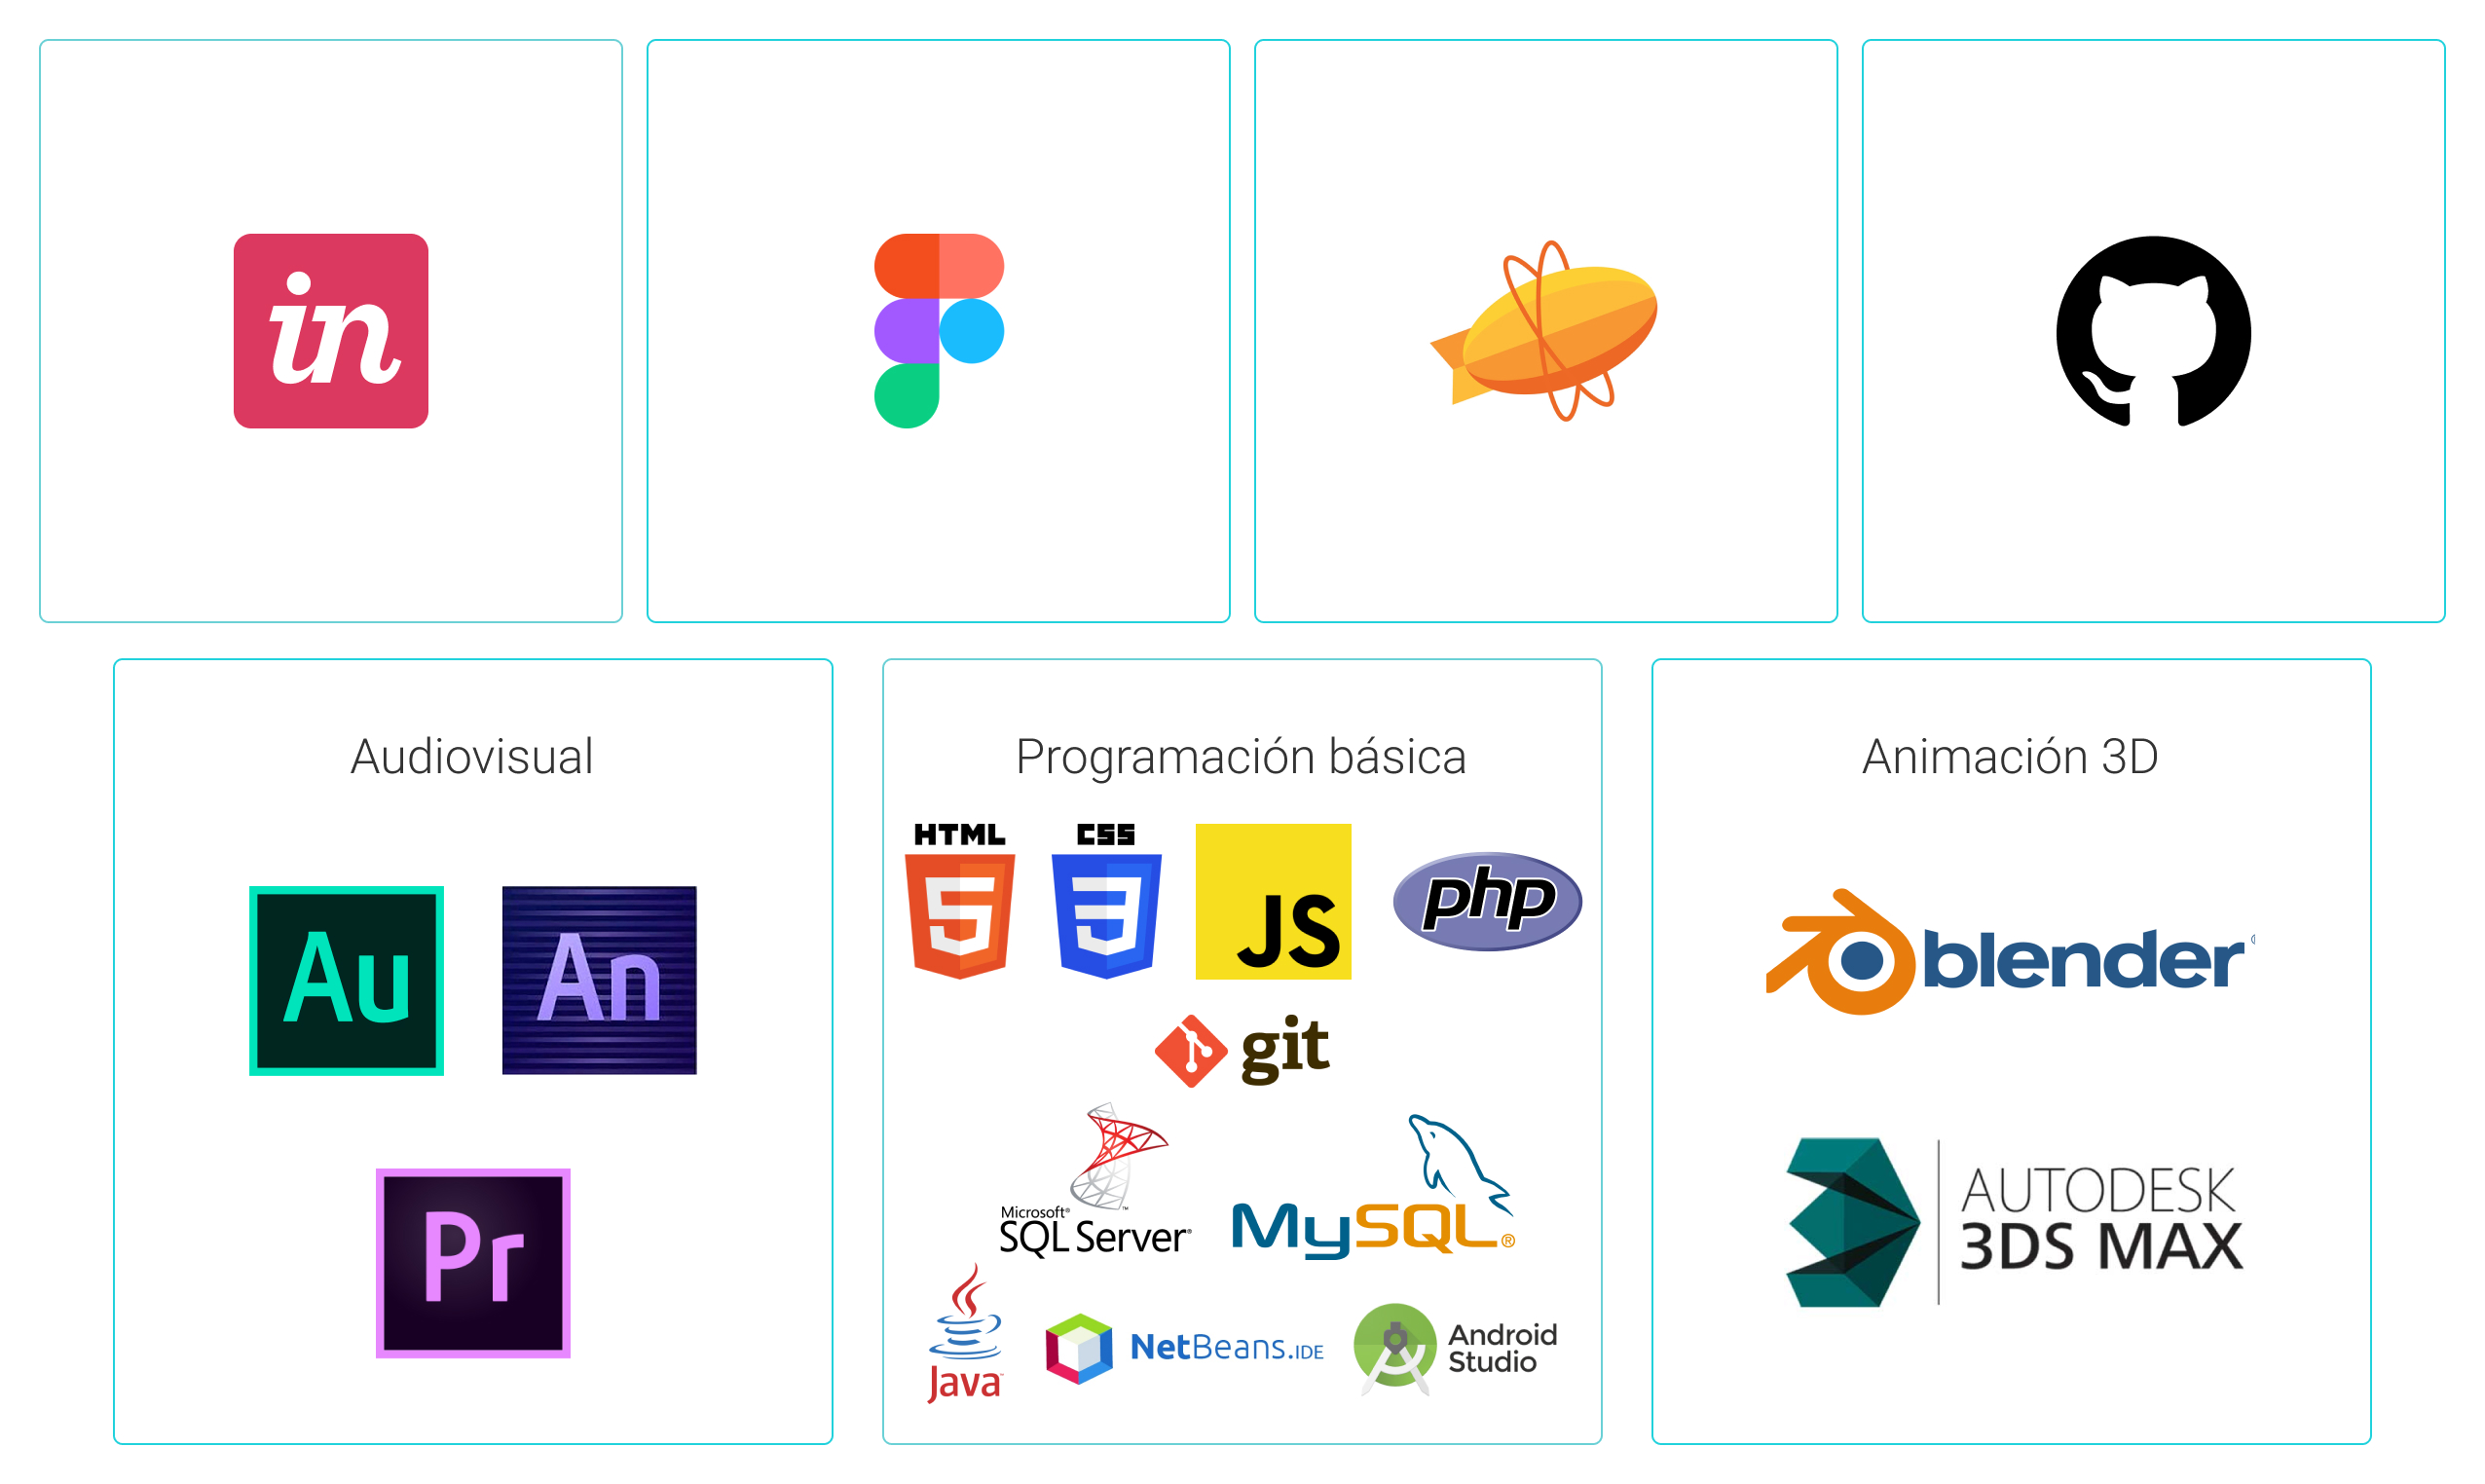 in
Audiovisual
Au An
Pr
Programación básica
HTML CSS
JS php
git
Microsoft®
SQL Server®
MySQL®
Java™
NetBeans.IDE
Android
Studio
Animación 3D
blender
AUTODESK®
3DS MAX